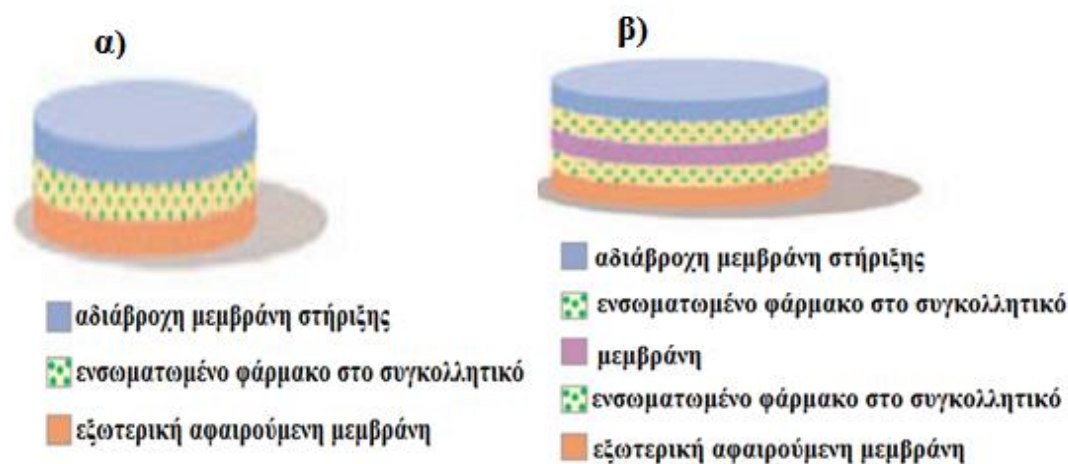 α)
αδιάβροχη μεμβράνη στήριξης
ενσωματωμένο φάρμακο στο συγκολλητικό
εξωτερική αφαιρούμενη μεμβράνη
β)
αδιάβροχη μεμβράνη στήριξης
ενσωματωμένο φάρμακο στο συγκολλητικό
μεμβράνη
ενσωματωμένο φάρμακο στο συγκολλητικό
εξωτερική αφαιρούμενη μεμβράνη